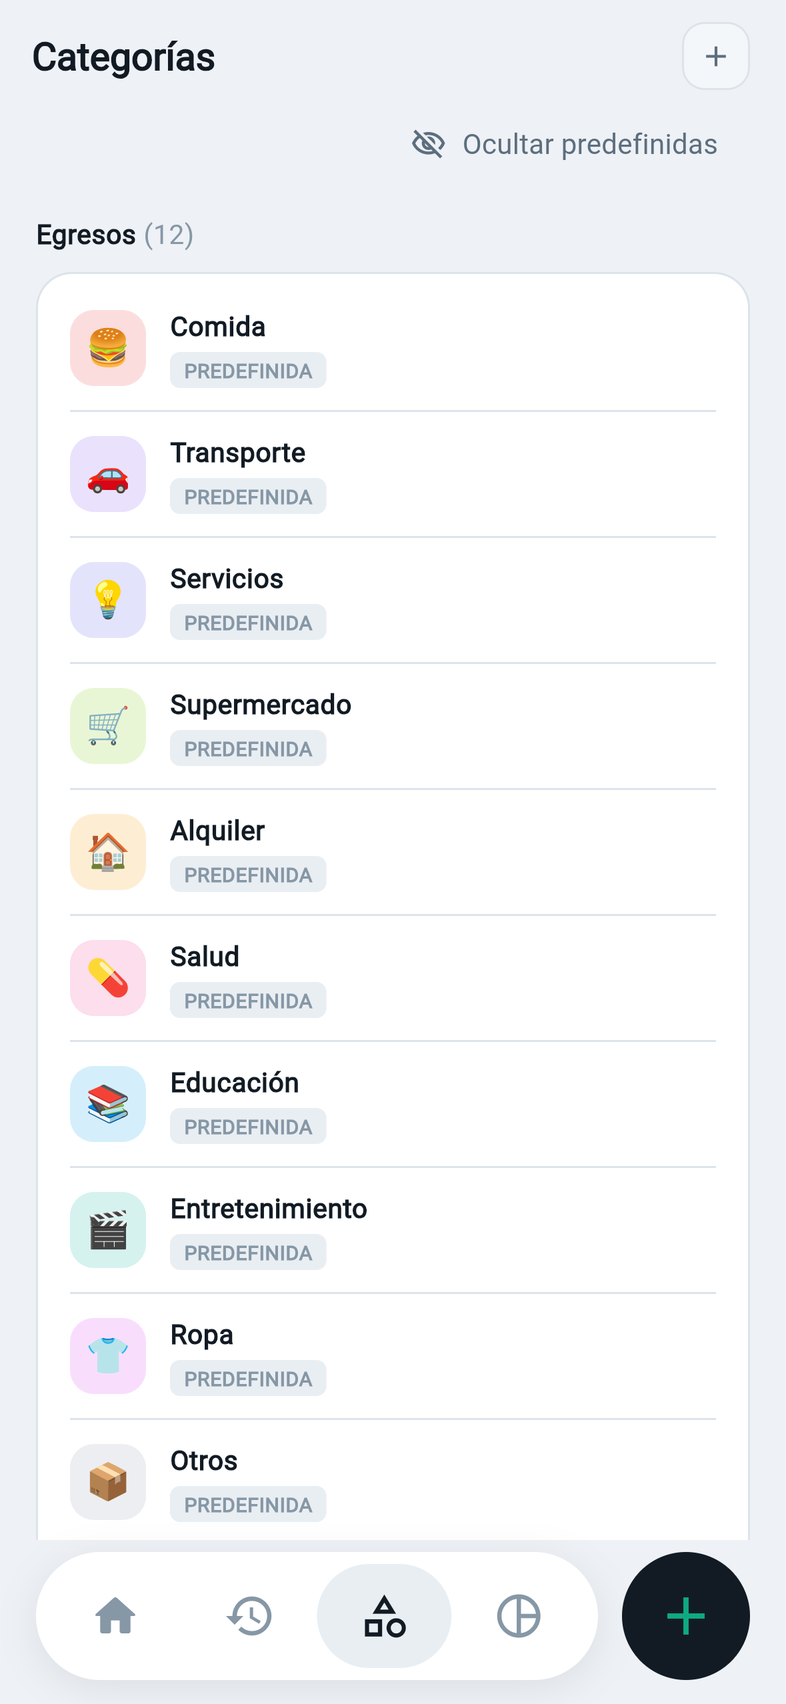 Categorías
Ocultar predefinidas
Egresos (12)
Comida
PREDEFINIDA
Transporte
PREDEFINIDA
Servicios
PREDEFINIDA
Supermercado
PREDEFINIDA
Alquiler
PREDEFINIDA
Salud
PREDEFINIDA
Educación
PREDEFINIDA
Entretenimiento
PREDEFINIDA
Ropa
PREDEFINIDA
Otros
PREDEFINIDA